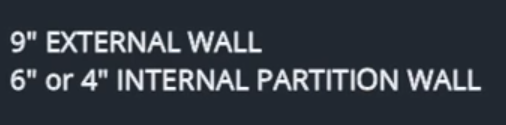 9" EXTERNAL WALL
6" or 4" INTERNAL PARTITION WALL